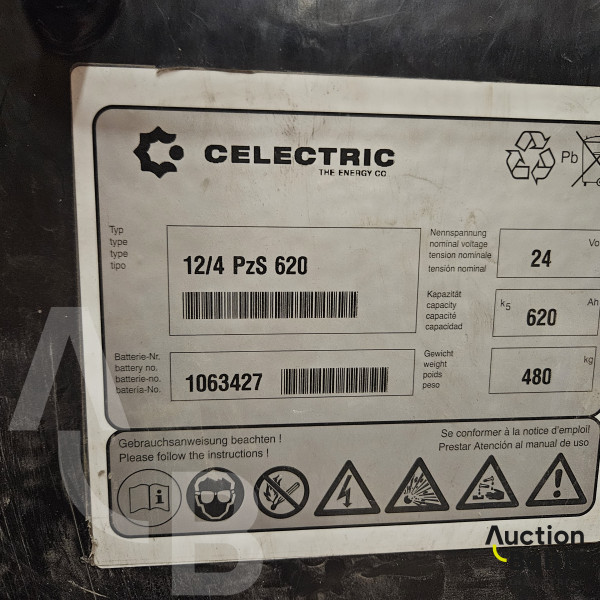 CELECTRIC
THE ENERGY CO
Pb
Typ
type
type
tipo
12/4 PzS 620
Nennspannung
nominal voltage
tension nominale
tensión nominal
24
Vo
Kapazität
capacity
capacité
capacidad
k5
620
Ah
Batterie-Nr.
battery no.
batterie-no.
batería-No.
1063427
Gewicht
weight
poids
peso
480
kg
Gebrauchsanweisung beachten !
Please follow the instructions !
Se conformer à la notice d'emploi!
Prestar Atención al manual de uso
Auction
AJB